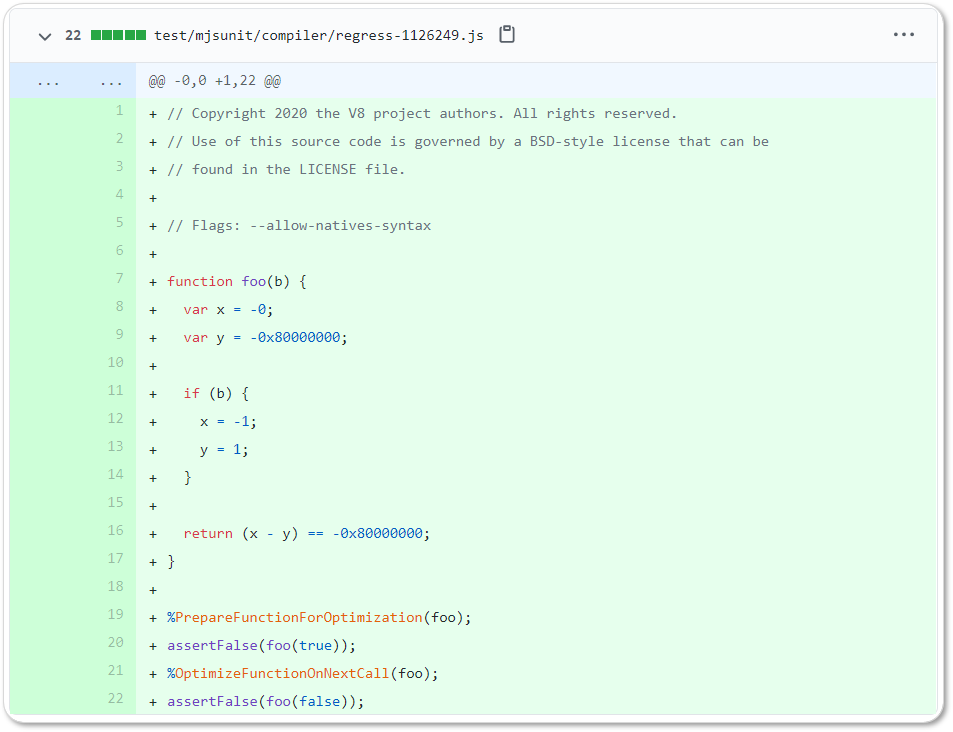 22 test/mjsunit/compiler/regress-1126249.js ...
... ... @@ -0,0 +1,22 @@
1 + // Copyright 2020 the V8 project authors. All rights reserved.
2 + // Use of this source code is governed by a BSD-style license that can be
3 + // found in the LICENSE file.
4 +
5 + // Flags: --allow-natives-syntax
6 +
7 + function foo(b) {
8 +   var x = -0;
9 +   var y = -0x80000000;
10 +
11 +   if (b) {
12 +     x = -1;
13 +     y = 1;
14 +   }
15 +
16 +   return (x - y) == -0x80000000;
17 + }
18 +
19 + %PrepareFunctionForOptimization(foo);
20 + assertFalse(foo(true));
21 + %OptimizeFunctionOnNextCall(foo);
22 + assertFalse(foo(false));